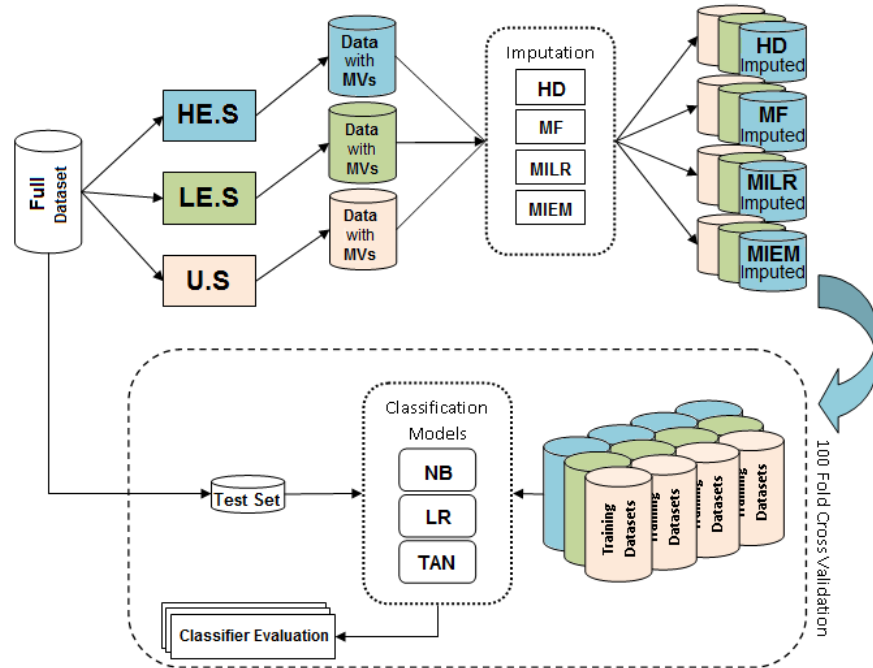 Full
Dataset
HE.S
LE.S
U.S
Data
with
MVs
Data
with
MVs
Data
with
MVs
Imputation
HD
MF
MILR
MIEM
HD
Imputed
MF
Imputed
MILR
Imputed
MIEM
Imputed
100 Fold Cross Validation
Classification
Models
NB
LR
TAN
Test Set
Training
Datasets
Training
Datasets
Training
Datasets
Training
Datasets
Classifier Evaluation